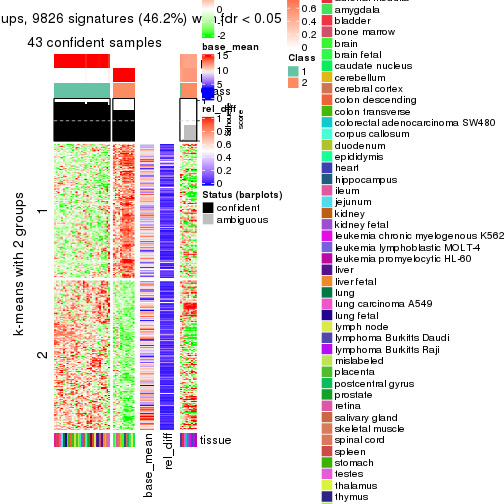 ups, 9826 signatures (46.2%) w fdr < 0.05
43 confident samples
k-means with 2 groups
1
2
tissue
base_mean
rel_diff
0
-2
base_mean
15
10
5
0
rel_diff
1
0.8
0.6
0.4
0.2
0
score
Status (barplots)
confident
ambiguous
0.6
0.4
0.2
0
Class
1
2
amygdala
bladder
bone marrow
brain
brain fetal
caudate nucleus
cerebellum
cerebral cortex
colon descending
colon transverse
colorectal adenocarcinoma SW480
corpus callosum
duodenum
epididymis
heart
hippocampus
ileum
jejunum
kidney
kidney fetal
leukemia chronic myelogenous K562
leukemia lymphoblastic MOLT-4
leukemia promyelocytic HL-60
liver
liver fetal
lung
lung carcinoma A549
lung fetal
lymph node
lymphoma Burkitts Daudi
lymphoma Burkitts Raji
mislabeled
placenta
postcentral gyrus
prostate
retina
salivary gland
skeletal muscle
spinal cord
spleen
stomach
testes
thalamus
thymus